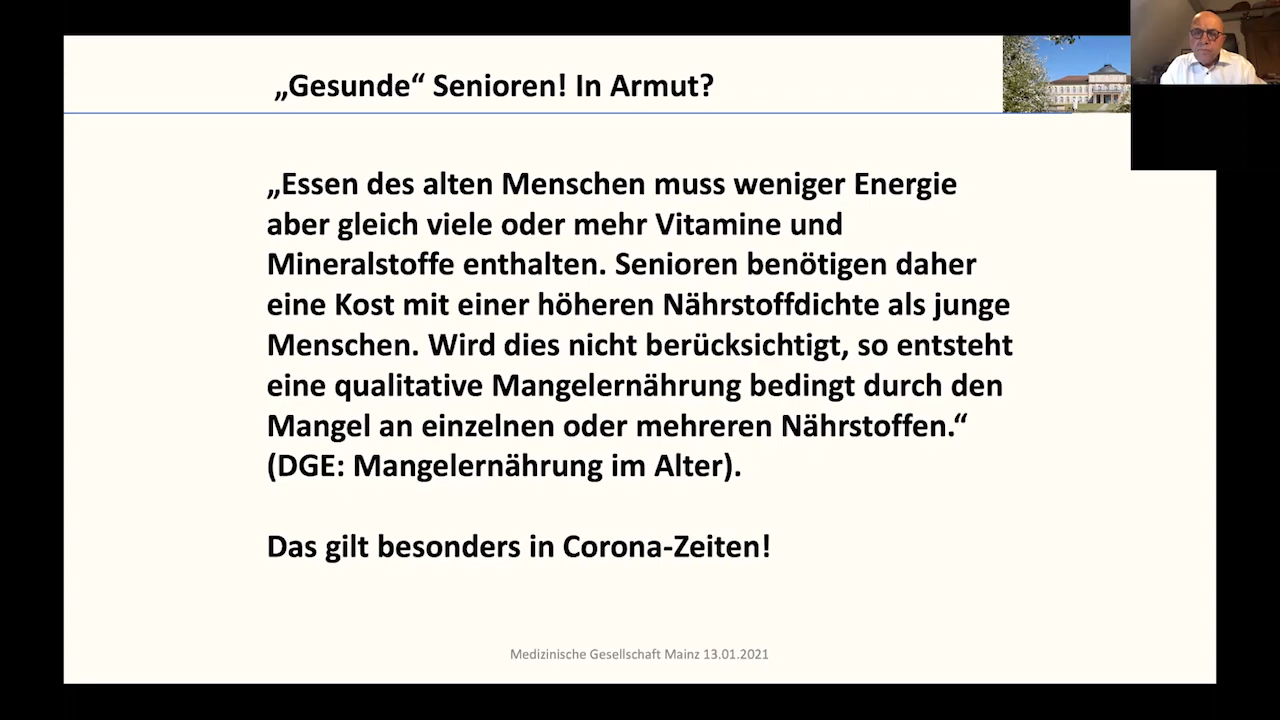 „Gesunde“ Senioren! In Armut?
„Essen des alten Menschen muss weniger Energie
aber gleich viele oder mehr Vitamine und
Mineralstoffe enthalten. Senioren benötigen daher
eine Kost mit einer höheren Nährstoffdichte als junge
Menschen. Wird dies nicht berücksichtigt, so entsteht
eine qualitative Mangelernährung bedingt durch den
Mangel an einzelnen oder mehreren Nährstoffen.“
(DGE: Mangelernährung im Alter).
Das gilt besonders in Corona-Zeiten!
Medizinische Gesellschaft Mainz 13.01.2021